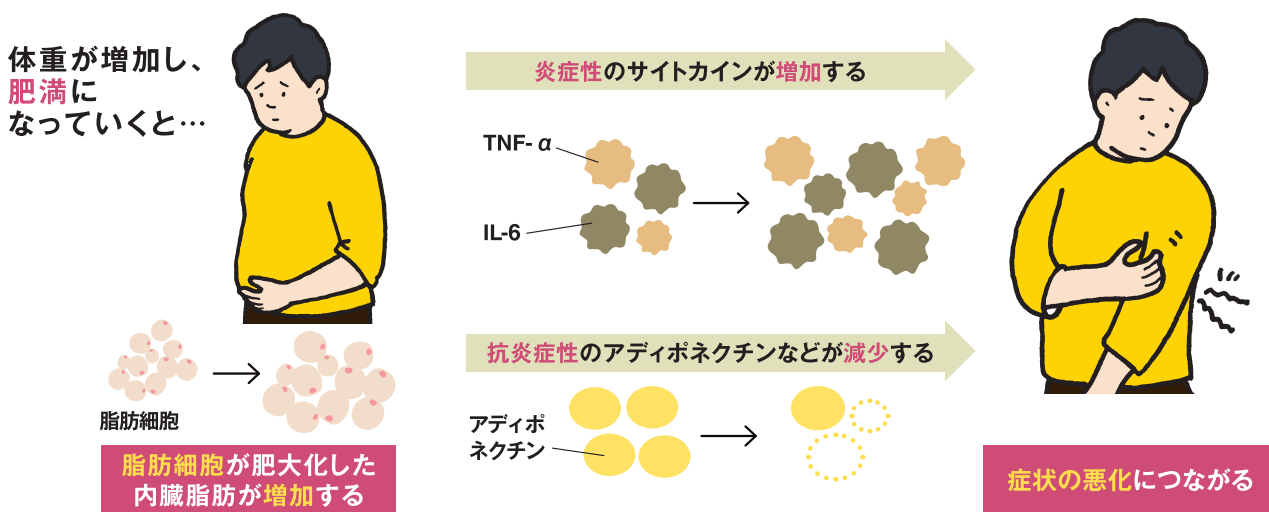 体重が増加し、
肥満に
なっていくと…
脂肪細胞
脂肪細胞が肥大化した
内臓脂肪が増加する
炎症性のサイトカインが増加する
TNF- α
IL-6
抗炎症性のアディポネクチンなどが減少する
アディポ
ネクチン
症状の悪化につながる